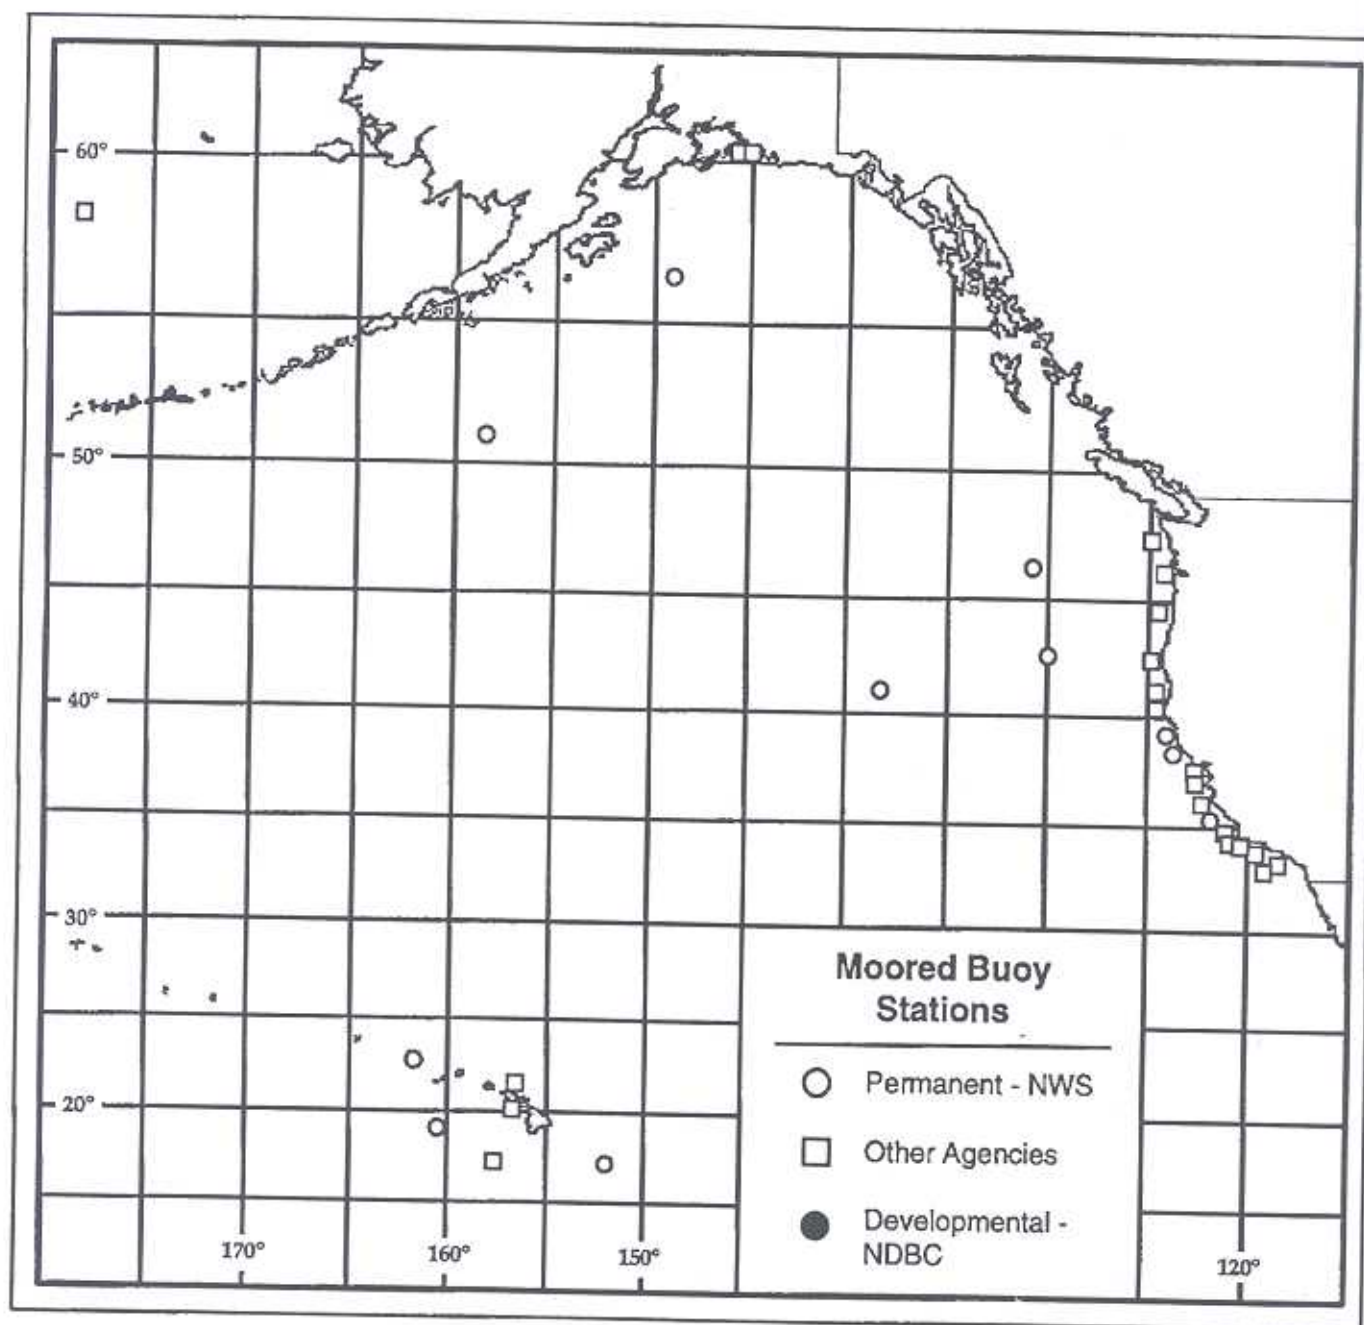 60°
50°
40°
30°
20°
Moored Buoy
Stations
Permanent - NWS
Other Agencies
Developmental -
NDBC
170°
160°
150°
120°